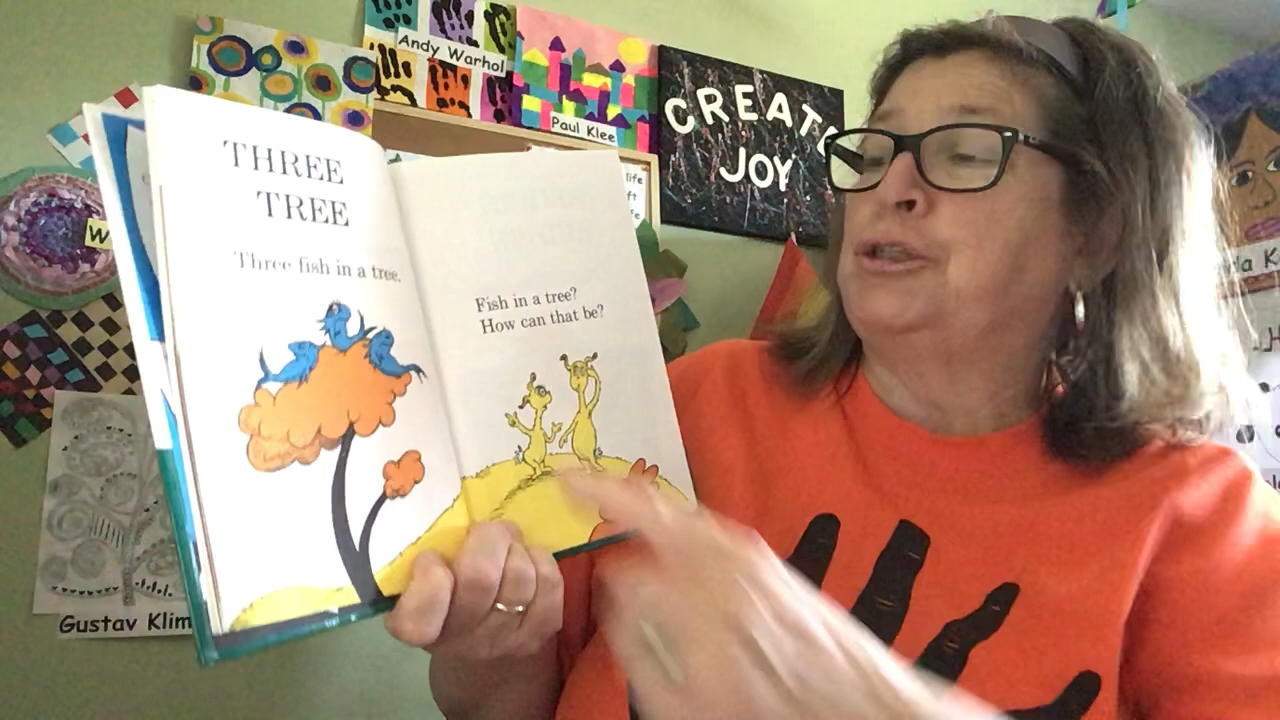 Andy Warhol
Paul Klee
CREATE
JOY
life
THREE
TREE
Three fish in a tree.
Fish in a tree?
How can that be?
W
Gustav Klim